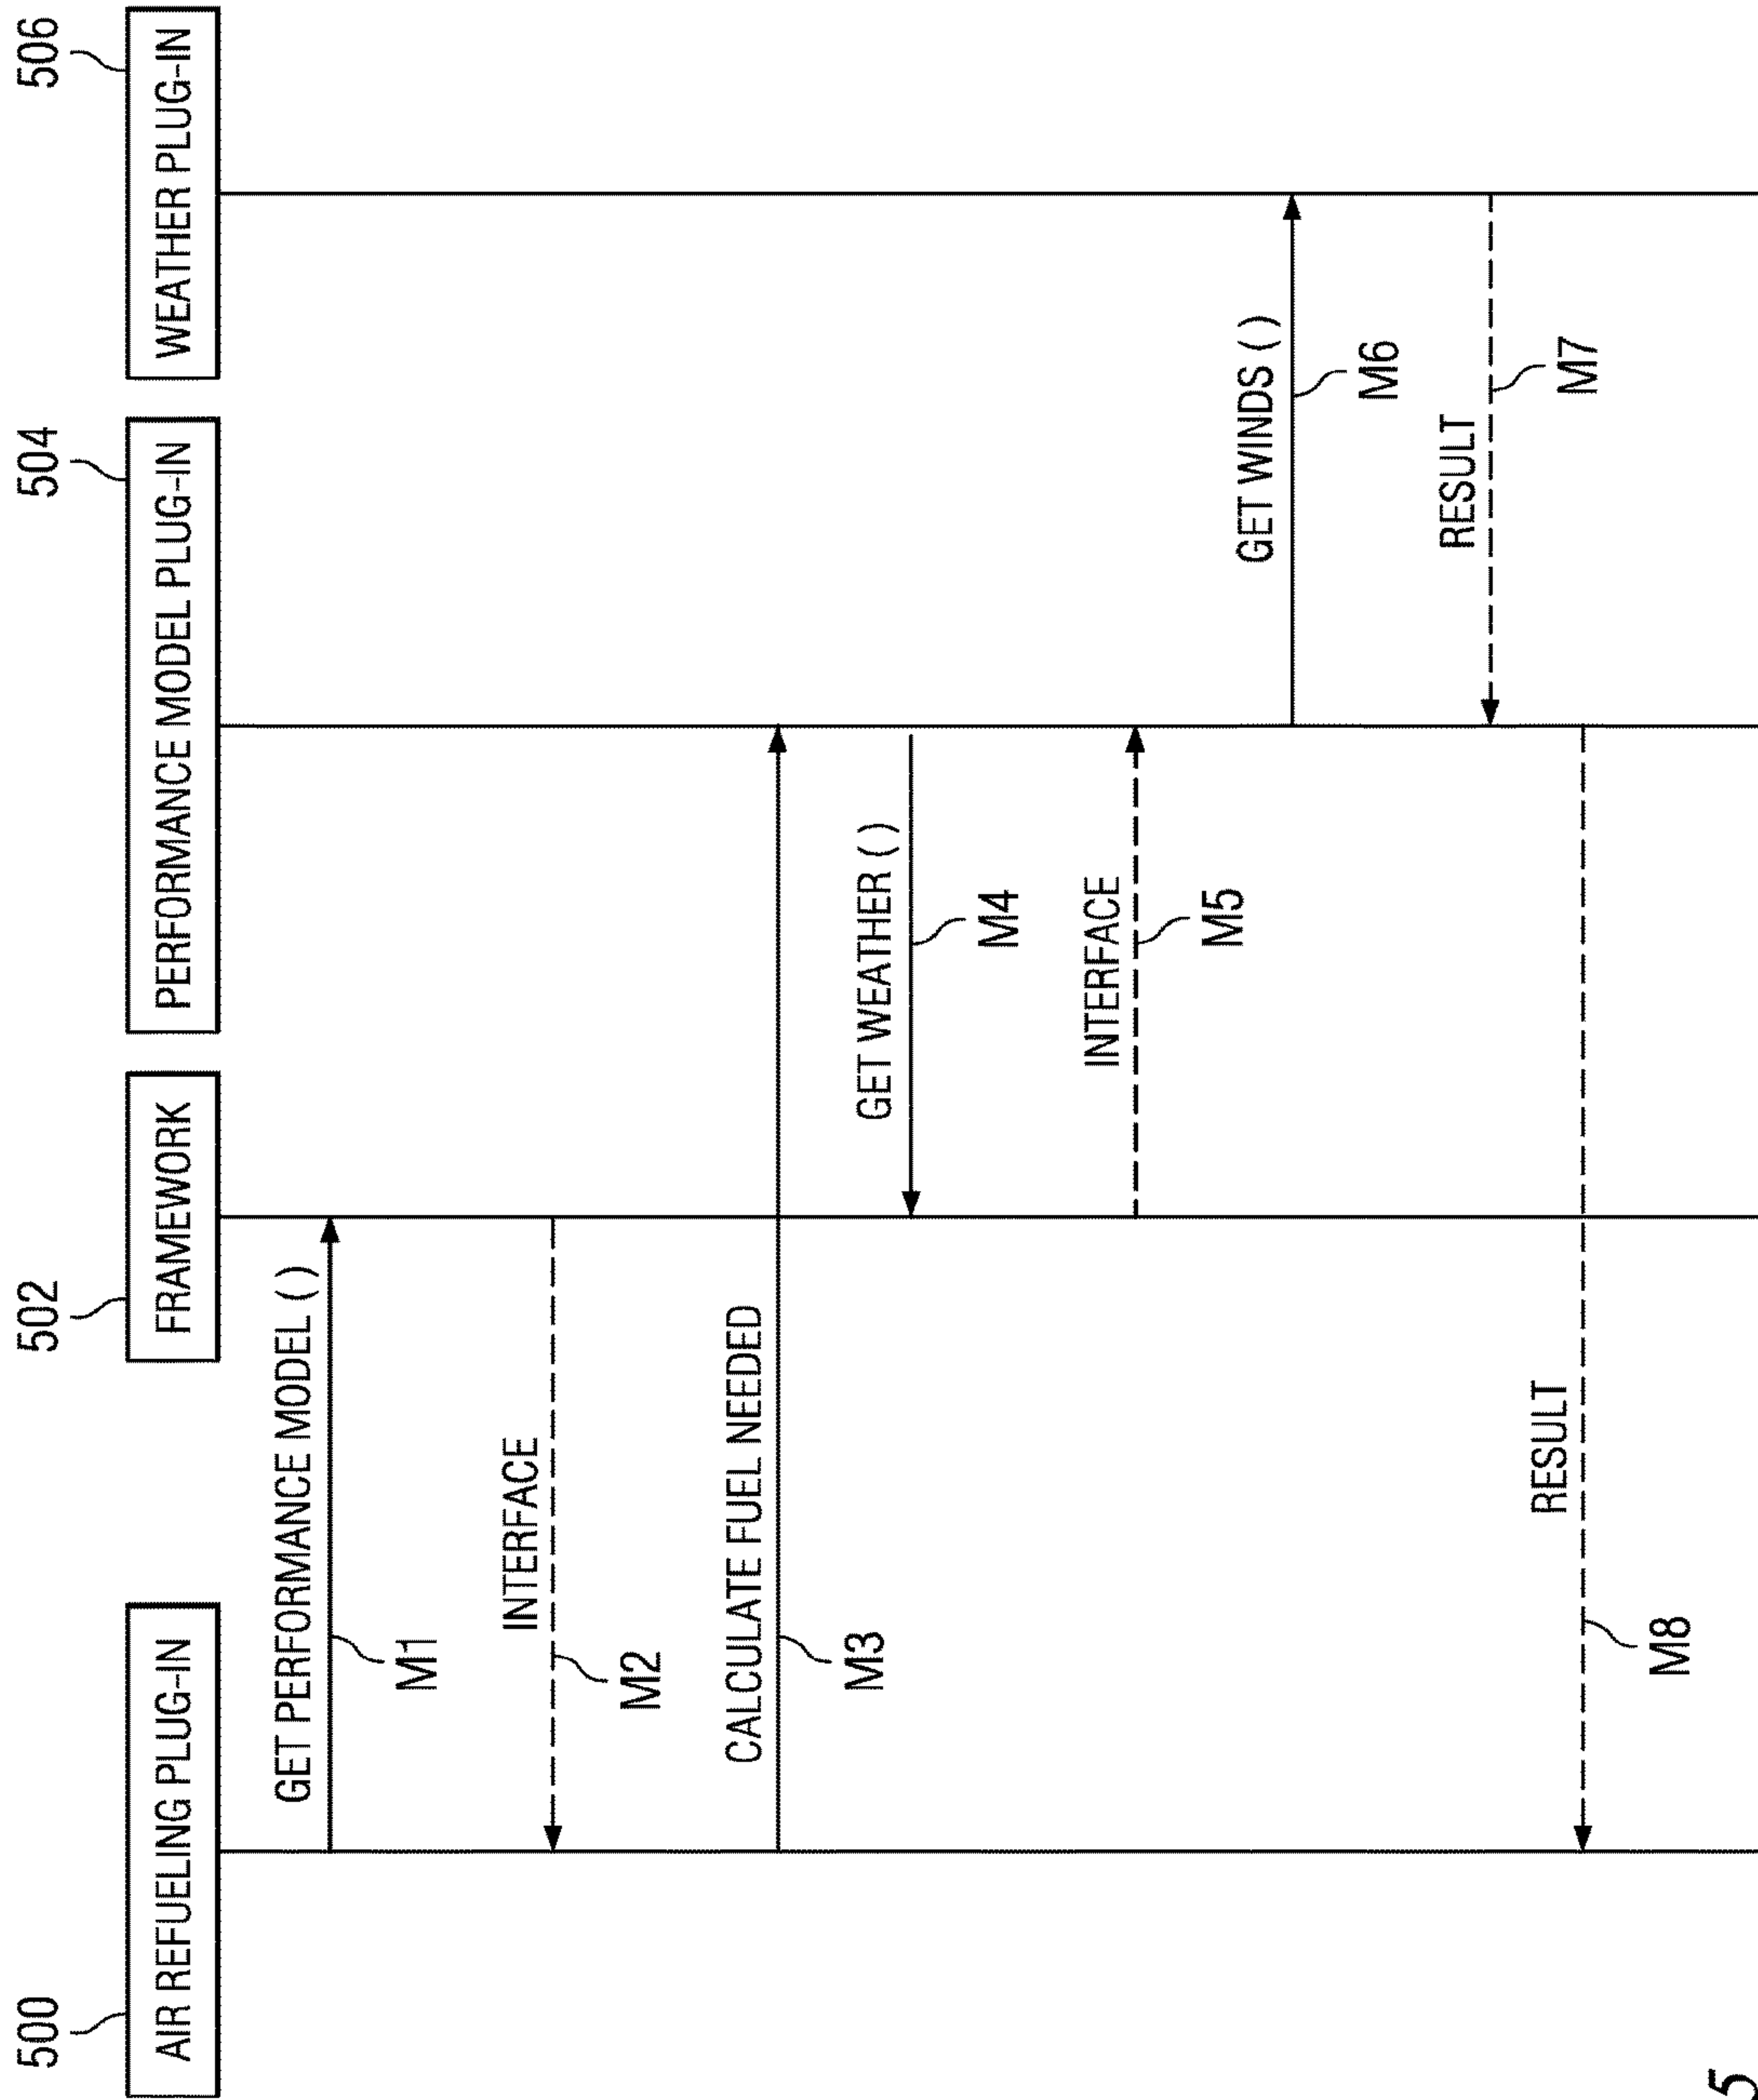 500
502
504
506
AIR REFUELING PLUG-IN
FRAMEWORK
PERFORMANCE MODEL PLUG-IN
WEATHER PLUG-IN
GET PERFORMANCE MODEL ( )
M1
INTERFACE
M2
CALCULATE FUEL NEEDED
M3
GET WEATHER ( )
M4
INTERFACE
M5
GET WINDS ( )
M6
RESULT
M7
RESULT
M8
5